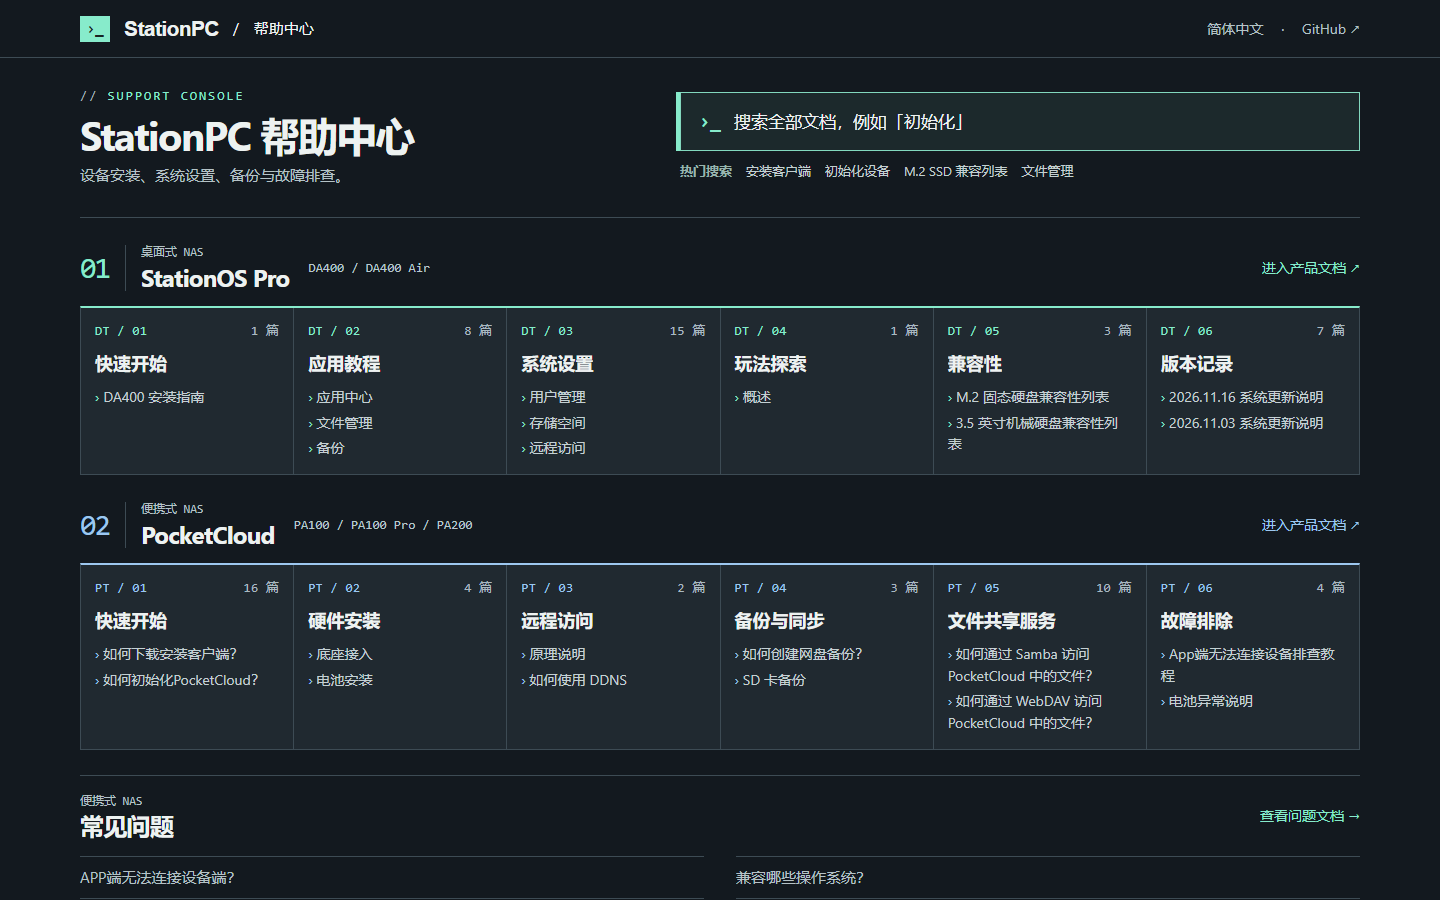 StationPC / 帮助中心
简体中文 · GitHub ↗
// SUPPORT CONSOLE
StationPC 帮助中心
设备安装、系统设置、备份与故障排查。
›_ 搜索全部文档，例如「初始化」
热门搜索 安装客户端 初始化设备 M.2 SSD 兼容列表 文件管理
01
桌面式 NAS
StationOS Pro
DA400 / DA400 Air
进入产品文档 ↗
DT / 01 1 篇
快速开始
› DA400 安装指南
DT / 02 8 篇
应用教程
› 应用中心
› 文件管理
› 备份
DT / 03 15 篇
系统设置
› 用户管理
› 存储空间
› 远程访问
DT / 04 1 篇
玩法探索
› 概述
DT / 05 3 篇
兼容性
› M.2 固态硬盘兼容性列表
› 3.5 英寸机械硬盘兼容性列
表
DT / 06 7 篇
版本记录
› 2026.11.16 系统更新说明
› 2026.11.03 系统更新说明
02
便携式 NAS
PocketCloud
PA100 / PA100 Pro / PA200
进入产品文档 ↗
PT / 01 16 篇
快速开始
› 如何下载安装客户端？
› 如何初始化PocketCloud？
PT / 02 4 篇
硬件安装
› 底座接入
› 电池安装
PT / 03 2 篇
远程访问
› 原理说明
› 如何使用 DDNS
PT / 04 3 篇
备份与同步
› 如何创建网盘备份？
› SD 卡备份
PT / 05 10 篇
文件共享服务
› 如何通过 Samba 访问
PocketCloud 中的文件？
› 如何通过 WebDAV 访问
PocketCloud 中的文件？
PT / 06 4 篇
故障排除
› App端无法连接设备排查教
程
› 电池异常说明
便携式 NAS
常见问题
查看问题文档 →
APP端无法连接设备端？
兼容哪些操作系统？